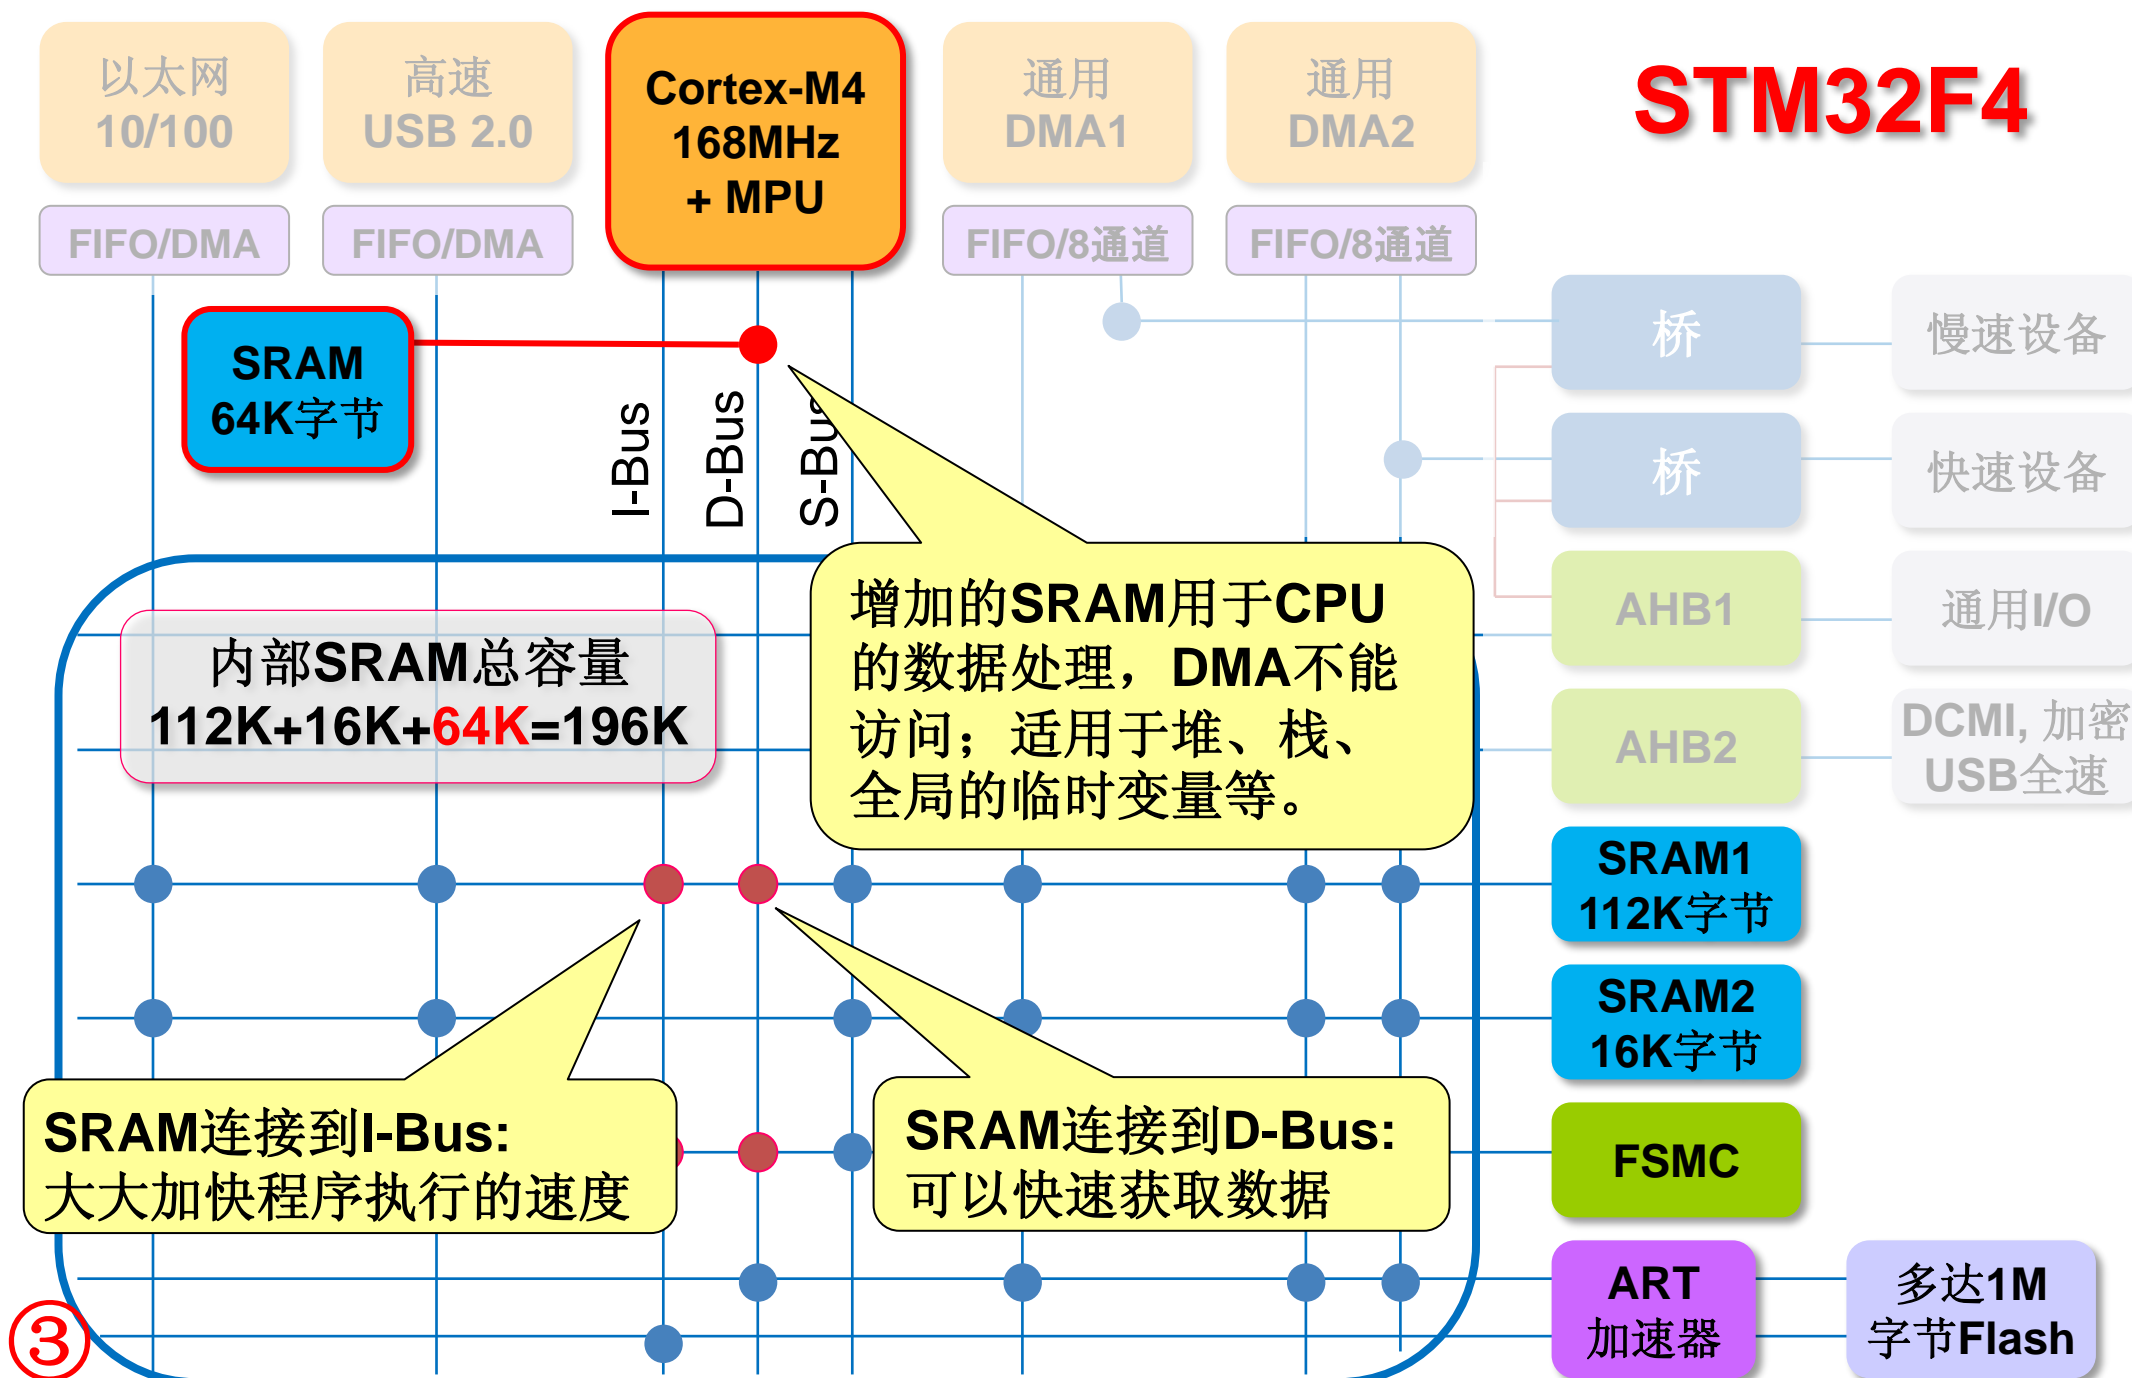 以太网
10/100
高速
USB 2.0
Cortex-M4
168MHz
+ MPU
通用
DMA1
通用
DMA2
STM32F4
FIFO/DMA
FIFO/DMA
FIFO/8通道
FIFO/8通道
SRAM
64K字节
I-Bus
D-Bus
S-Bus
桥
慢速设备
桥
快速设备
增加的SRAM用于CPU
的数据处理，DMA不能
访问；适用于堆、栈、
全局的临时变量等。
内部SRAM总容量
112K+16K+64K=196K
AHB1
通用I/O
AHB2
DCMI, 加密
USB全速
SRAM1
112K字节
SRAM2
16K字节
SRAM连接到I-Bus:
大大加快程序执行的速度
SRAM连接到D-Bus:
可以快速获取数据
FSMC
ART
加速器
多达1M
字节Flash
③